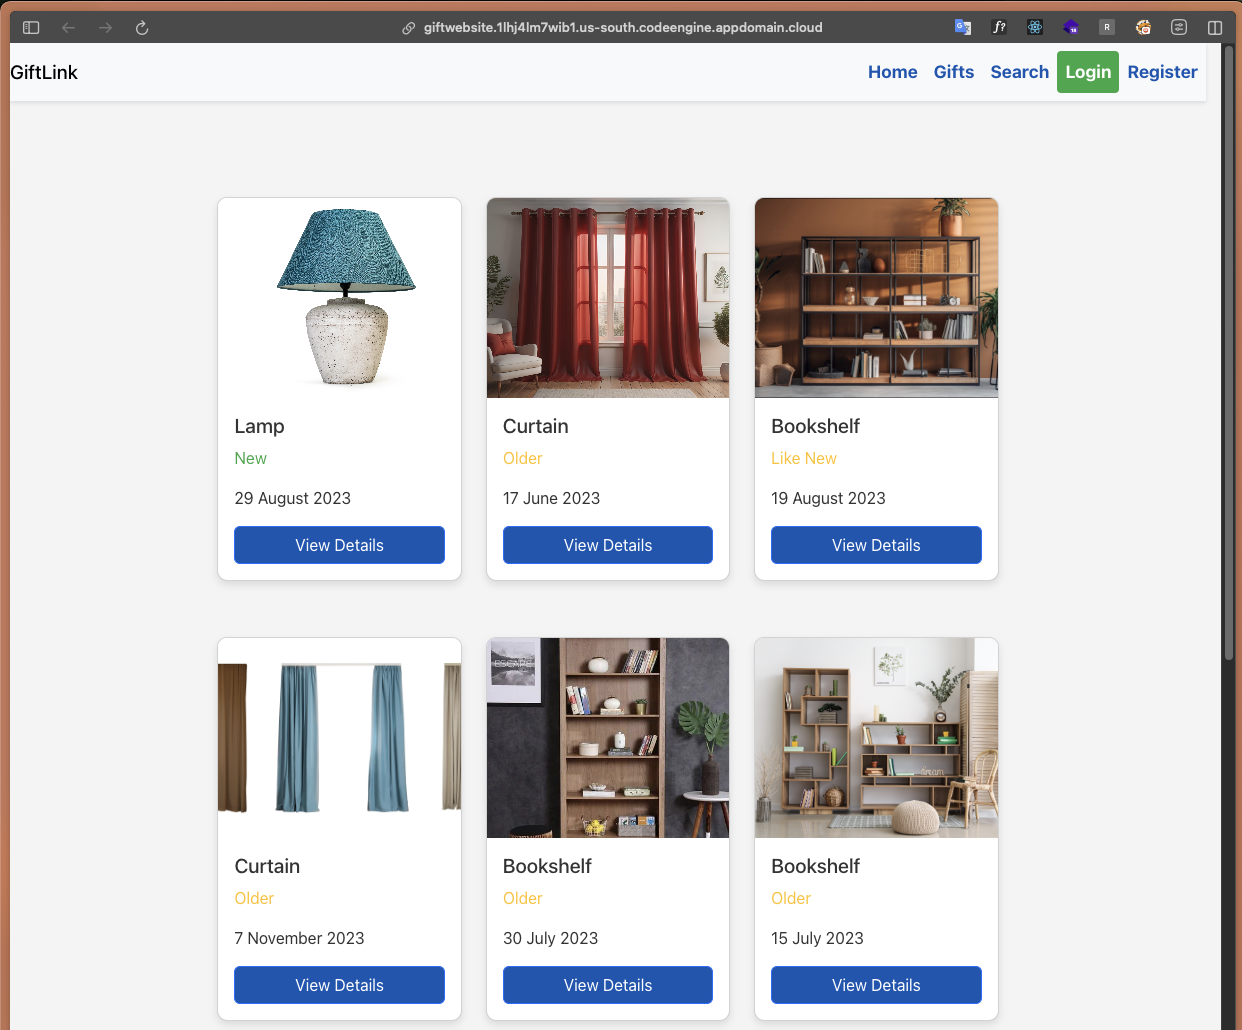 giftwebsite.1lhj4lm7wib1.us-south.codeengine.appdomain.cloud
GiftLink
Home Gifts Search Login Register
Lamp
New
29 August 2023
View Details
Curtain
Older
17 June 2023
View Details
Bookshelf
Like New
19 August 2023
View Details
ESCAPE
Curtain
Older
7 November 2023
View Details
Bookshelf
Older
30 July 2023
View Details
Bookshelf
Older
15 July 2023
View Details